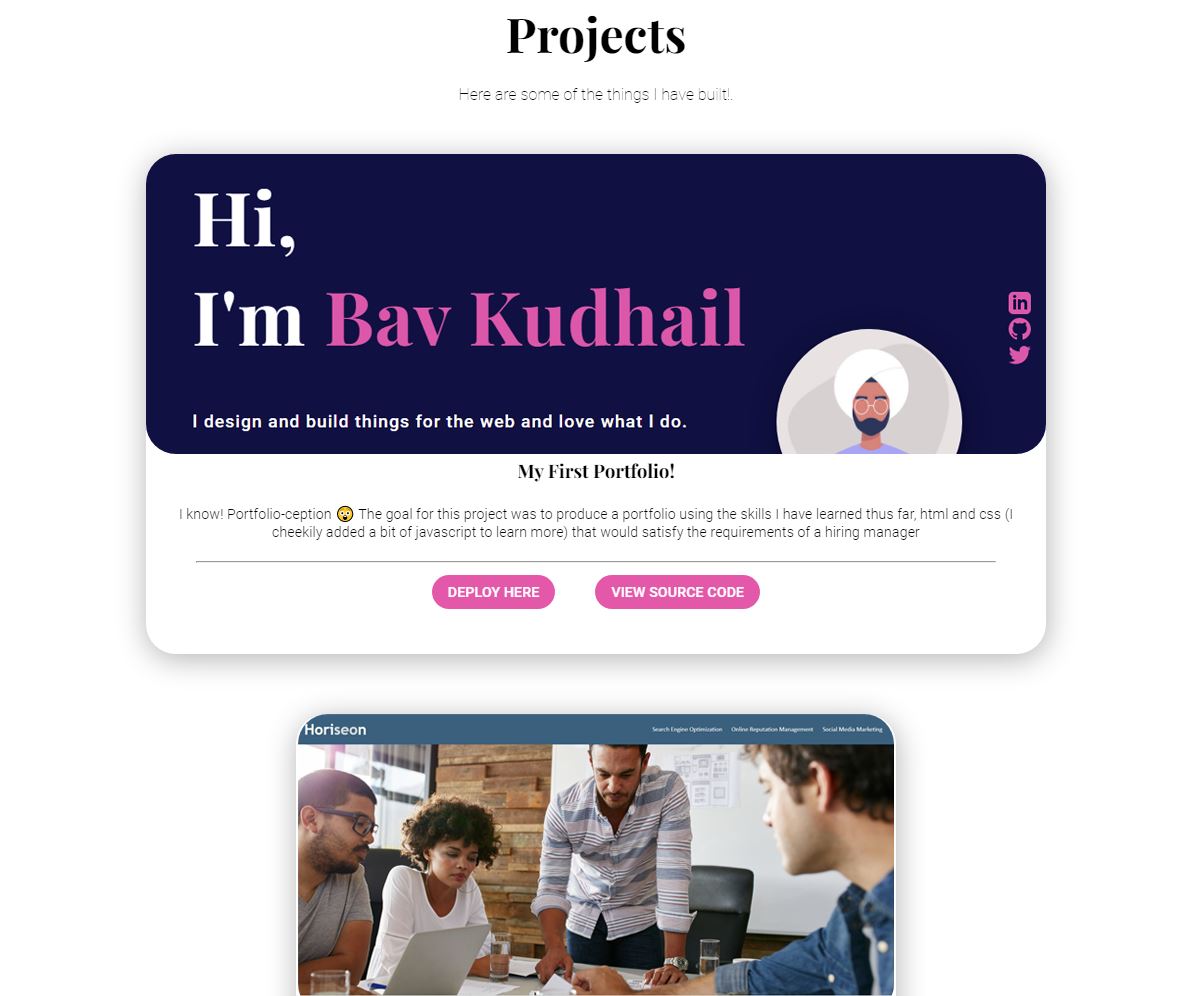 Projects
Here are some of the things I have built!.
Hi,
I'm Bav Kudhail
in
I design and build things for the web and love what I do.
My First Portfolio!
I know! Portfolio-ception 😲 The goal for this project was to produce a portfolio using the skills I have learned thus far, html and css (I
cheekily added a bit of javascript to learn more) that would satisfy the requirements of a hiring manager
DEPLOY HERE VIEW SOURCE CODE
Horiseon Search Engine Optimization Online Reputation Management Social Media Marketing